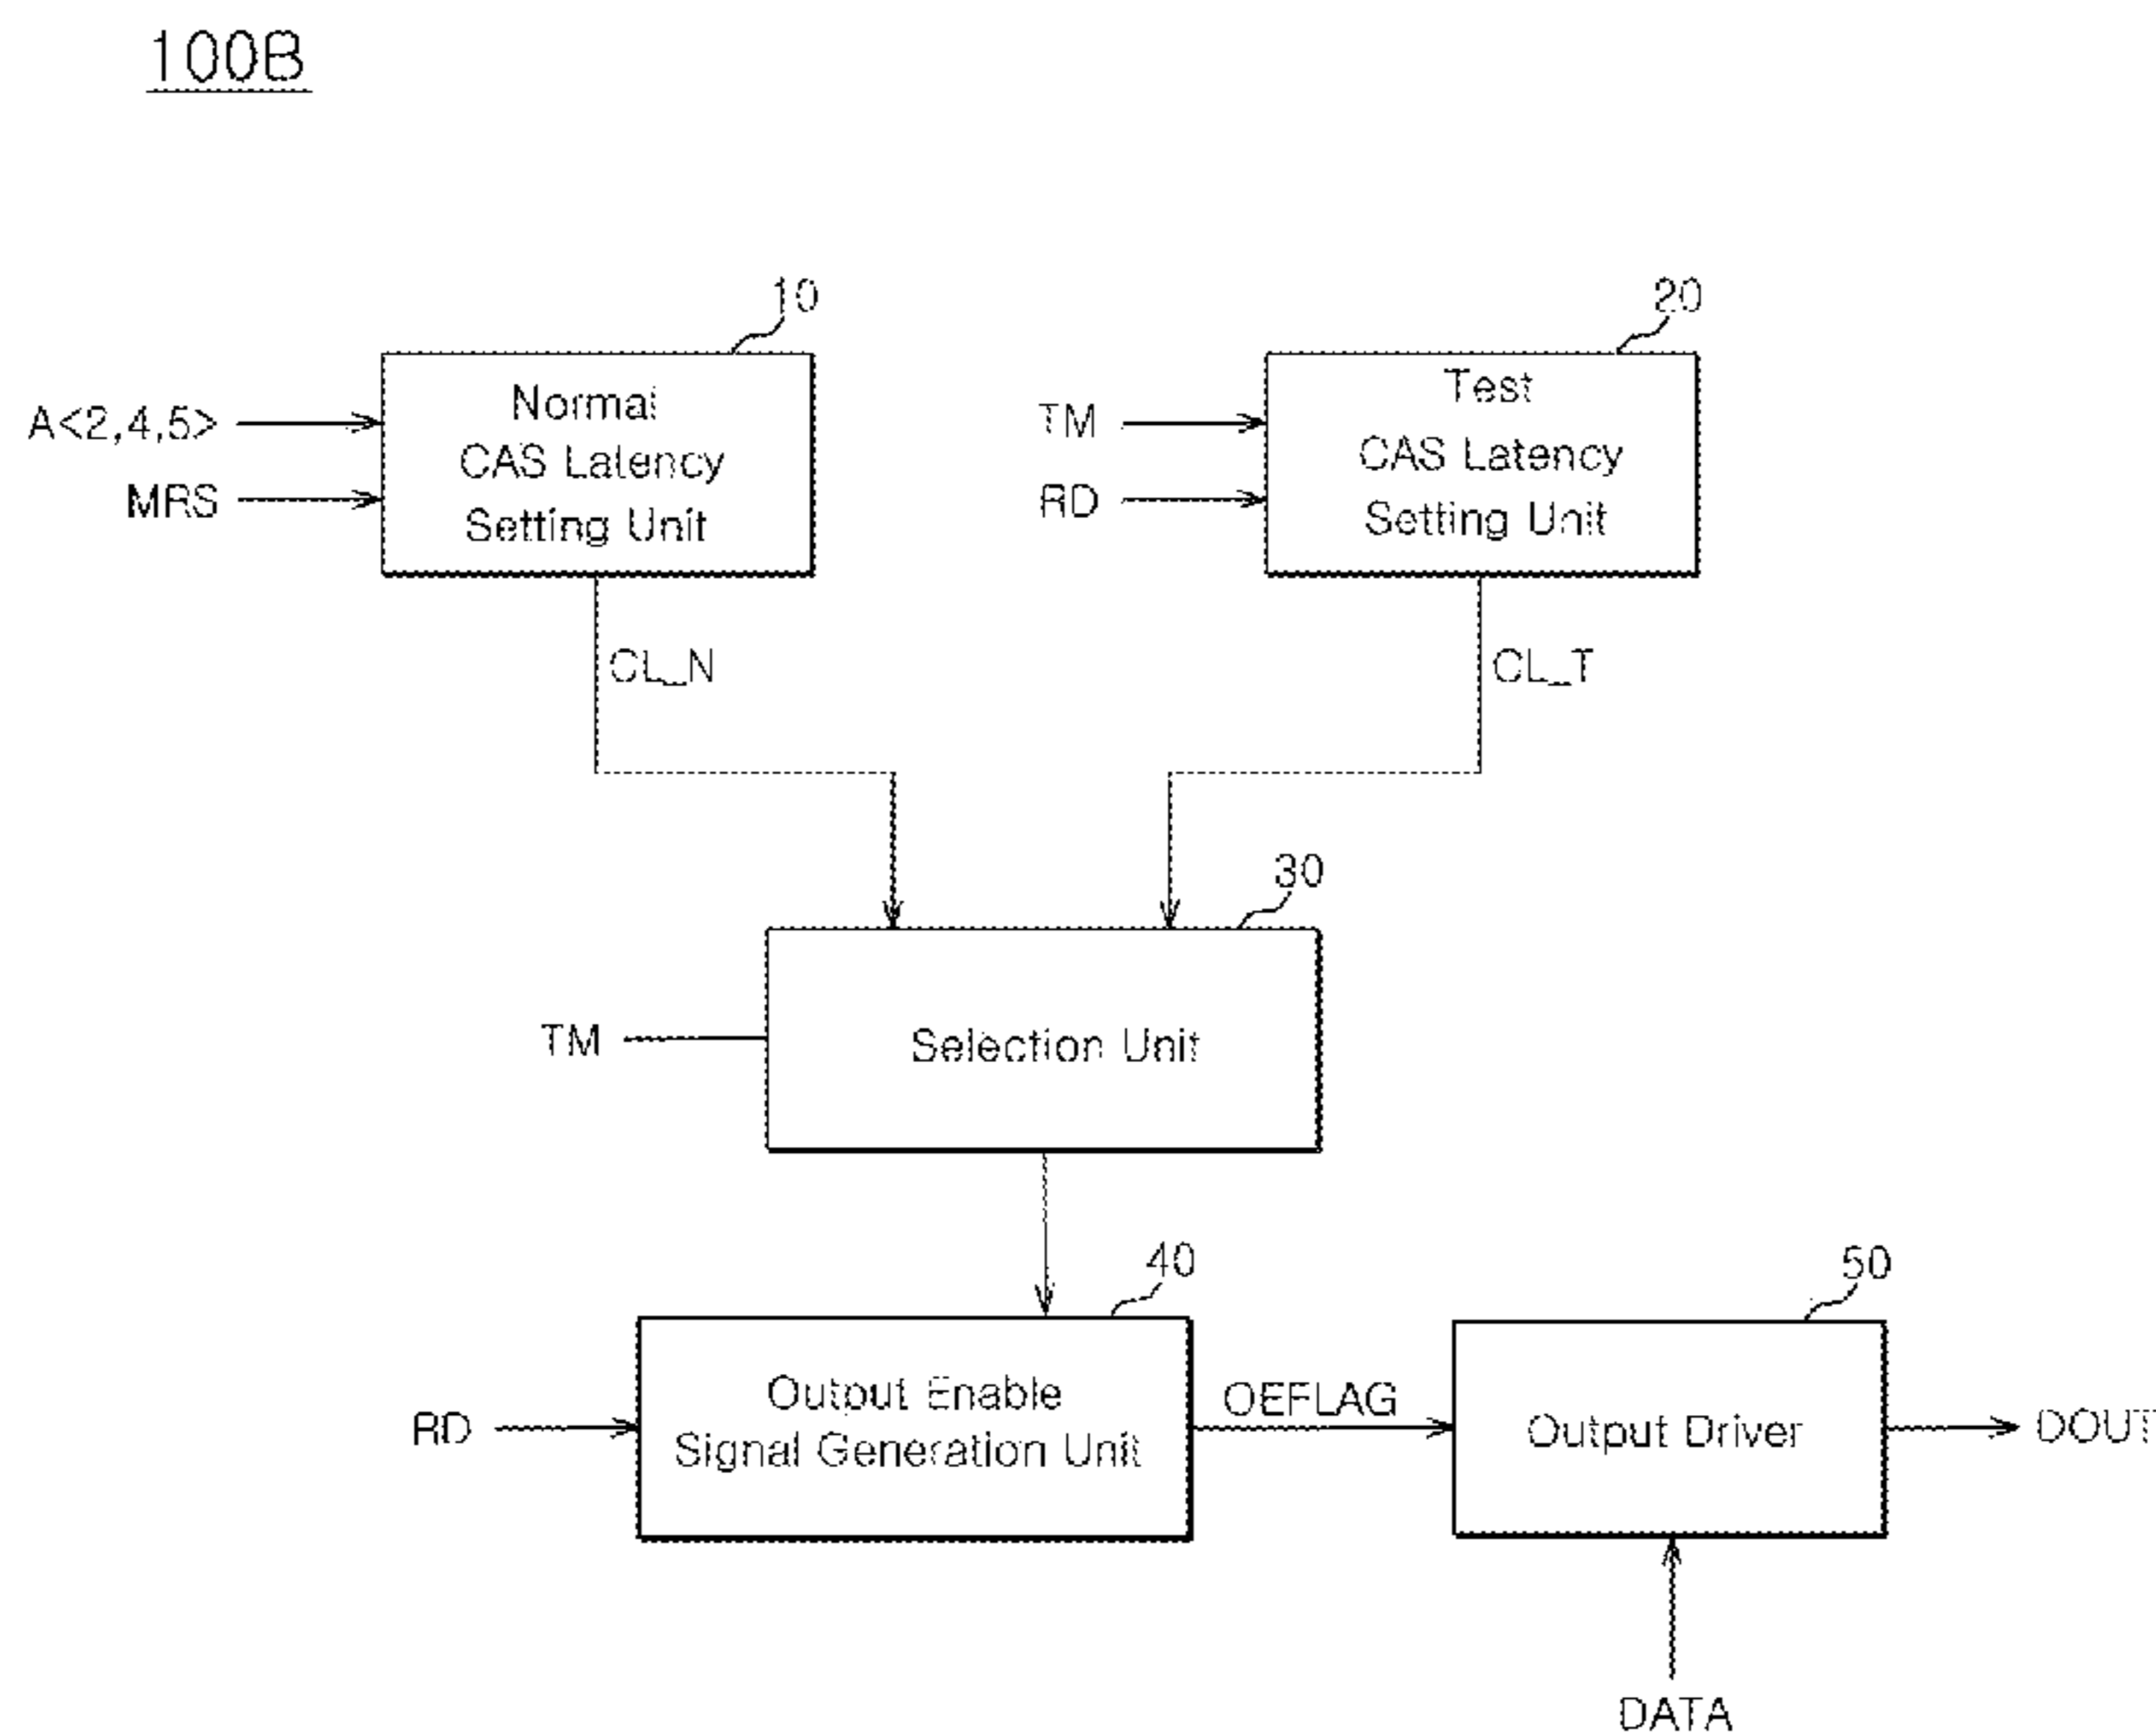 100B
10
20
A<2,4,5>
MRS
Normal
CAS Latency
Setting Unit
TM
RD
Test
CAS Latency
Setting Unit
CL_N
CL_T
30
TM
Selection Unit
40
50
RD
Output Enable
Signal Generation Unit
OEFLAG
Output Driver
DOUT
DATA